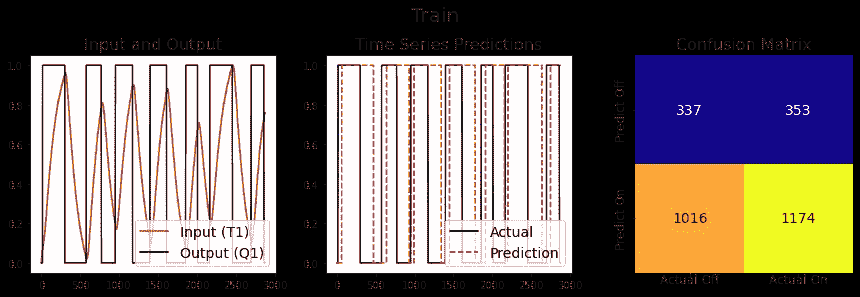 Train
Input and Output
Time Series Predictions
Confusion Matrix
1.0
0.8
0.6
0.4
0.2
0.0
0 500 1000 1500 2000 2500 3000
Input (T1)
Output (Q1)
1.0
0.8
0.6
0.4
0.2
0.0
0 500 1000 1500 2000 2500 3000
Actual
Prediction
Predict Off
337 353
Predict On
1016 1174
Actual Off Actual On